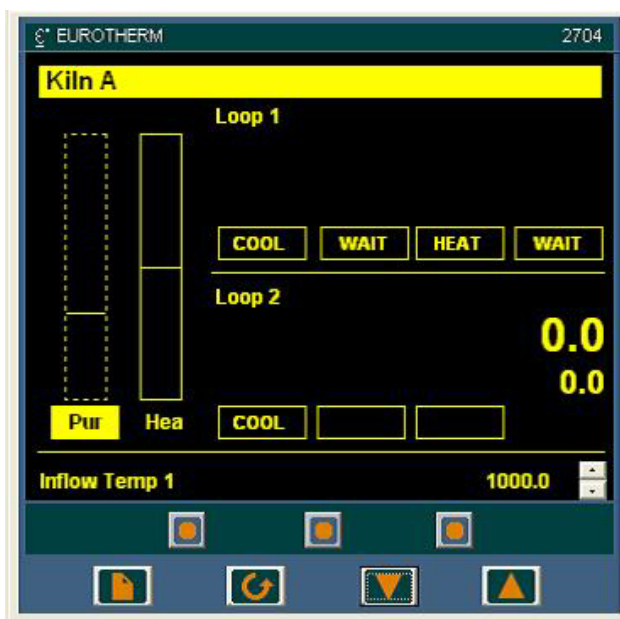 EUROTHERM 2704
Kiln A
Loop 1
COOL WAIT HEAT WAIT
Loop 2
0.0
0.0
Pur Hea COOL
Inflow Temp 1 1000.0